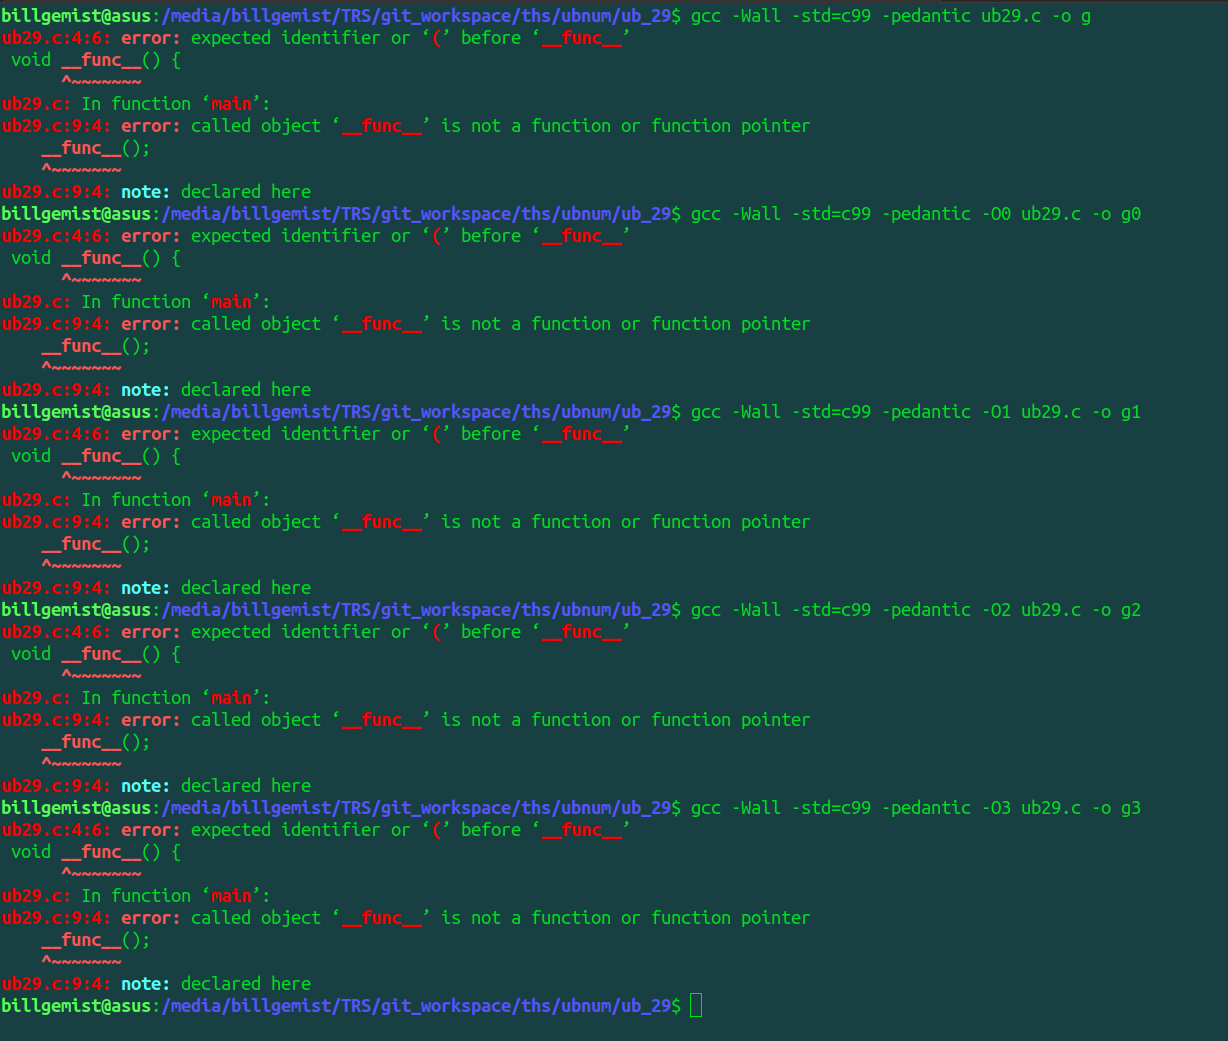 billgemist@asus:/media/billgemist/TRS/git_workspace/ths/ubnum/ub_29$ gcc -Wall -std=c99 -pedantic ub29.c -o g
ub29.c:4:6: error: expected identifier or ‘(’ before ‘__func__’
 void __func__() {
      ^~~~~~~~
ub29.c: In function ‘main’:
ub29.c:9:4: error: called object ‘__func__’ is not a function or function pointer
    __func__();
    ^~~~~~~~
ub29.c:9:4: note: declared here
billgemist@asus:/media/billgemist/TRS/git_workspace/ths/ubnum/ub_29$ gcc -Wall -std=c99 -pedantic -O0 ub29.c -o g0
ub29.c:4:6: error: expected identifier or ‘(’ before ‘__func__’
 void __func__() {
      ^~~~~~~~
ub29.c: In function ‘main’:
ub29.c:9:4: error: called object ‘__func__’ is not a function or function pointer
    __func__();
    ^~~~~~~~
ub29.c:9:4: note: declared here
billgemist@asus:/media/billgemist/TRS/git_workspace/ths/ubnum/ub_29$ gcc -Wall -std=c99 -pedantic -O1 ub29.c -o g1
ub29.c:4:6: error: expected identifier or ‘(’ before ‘__func__’
 void __func__() {
      ^~~~~~~~
ub29.c: In function ‘main’:
ub29.c:9:4: error: called object ‘__func__’ is not a function or function pointer
    __func__();
    ^~~~~~~~
ub29.c:9:4: note: declared here
billgemist@asus:/media/billgemist/TRS/git_workspace/ths/ubnum/ub_29$ gcc -Wall -std=c99 -pedantic -O2 ub29.c -o g2
ub29.c:4:6: error: expected identifier or ‘(’ before ‘__func__’
 void __func__() {
      ^~~~~~~~
ub29.c: In function ‘main’:
ub29.c:9:4: error: called object ‘__func__’ is not a function or function pointer
    __func__();
    ^~~~~~~~
ub29.c:9:4: note: declared here
billgemist@asus:/media/billgemist/TRS/git_workspace/ths/ubnum/ub_29$ gcc -Wall -std=c99 -pedantic -O3 ub29.c -o g3
ub29.c:4:6: error: expected identifier or ‘(’ before ‘__func__’
 void __func__() {
      ^~~~~~~~
ub29.c: In function ‘main’:
ub29.c:9:4: error: called object ‘__func__’ is not a function or function pointer
    __func__();
    ^~~~~~~~
ub29.c:9:4: note: declared here
billgemist@asus:/media/billgemist/TRS/git_workspace/ths/ubnum/ub_29$